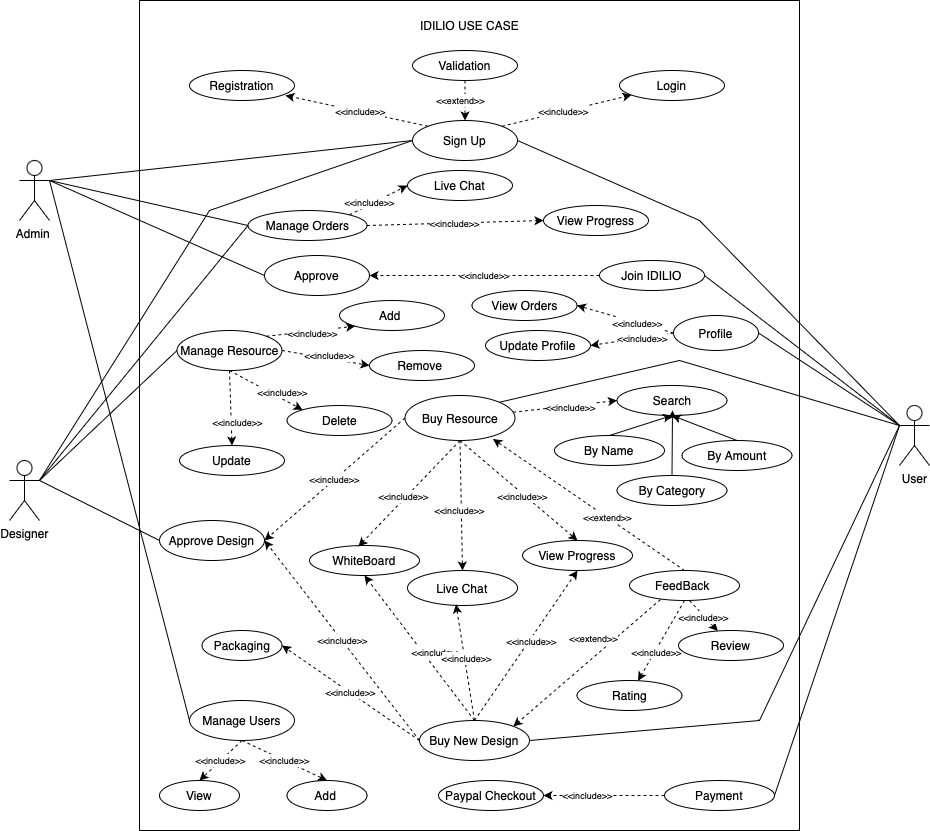 IDILIO USE CASE
Validation
Registration
Login
<<extend>>
<<include>>
<<include>>
Sign Up
Admin
Live Chat
<<include>>
Manage Orders
<<include>>
View Progress
Approve
<<include>>
Join IDILIO
Add
View Orders
<<include>>
<<include>>
Profile
<<include>>
Update Profile
Manage Resource
<<include>>
Remove
<<include>>
Search
<<include>>
Buy Resource
Delete
<<include>>
By Name
By Amount
Update
By Category
User
<<include>>
<<include>>
<<include>>
<<include>>
<<extend>>
Designer
Approve Design
WhiteBoard
View Progress
Live Chat
FeedBack
<<include>>
<<include>>
<<extend>>
Packaging
<<include>>
Review
<<include>>
<<include>>
<<include>>
Rating
Manage Users
Buy New Design
<<include>>
<<include>>
View
Add
Paypal Checkout
<<include>>
Payment